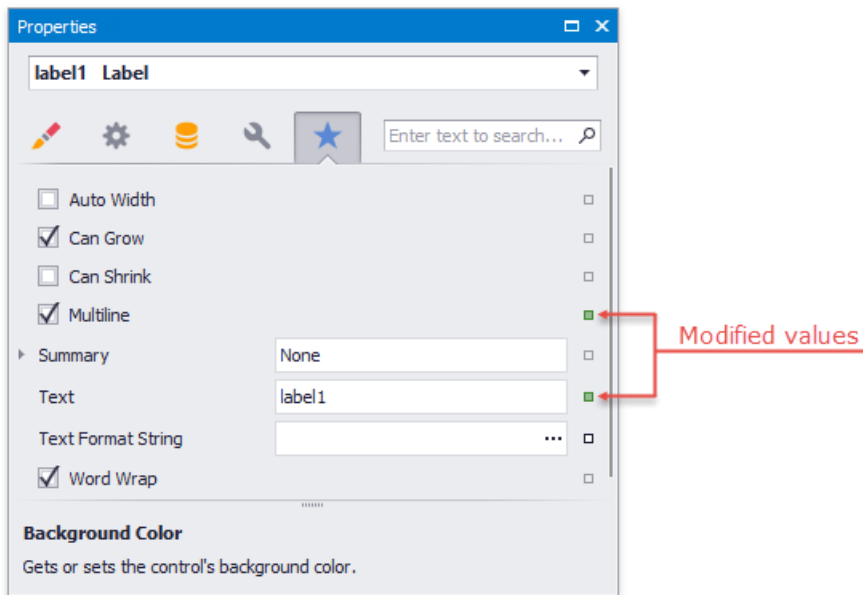 Properties
label1 Label
Enter text to search...
Auto Width
Can Grow
Can Shrink
Multiline
Modified values
Summary None
Text label1
Text Format String ...
Word Wrap
Background Color
Gets or sets the control's background color.